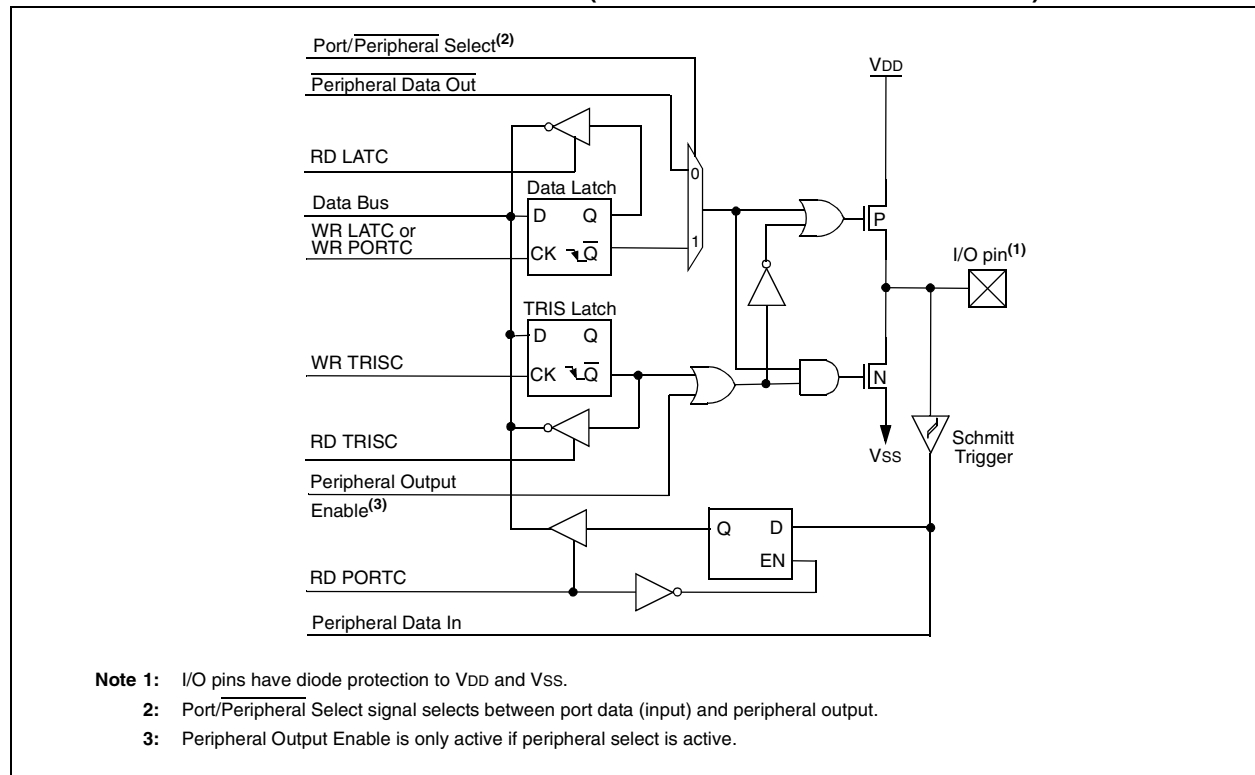 Port/Peripheral Select(2)
Peripheral Data Out
VDD
RD LATC
0
Data Latch
Data Bus
D Q
WR LATC or
WR PORTC
CK Q
1
P
I/O pin(1)
TRIS Latch
D Q
WR TRISC
CK Q
N
RD TRISC
VSS
Schmitt
Trigger
Peripheral Output
Enable(3)
Q D
EN
RD PORTC
Peripheral Data In
Note 1: I/O pins have diode protection to VDD and VSS.
2: Port/Peripheral Select signal selects between port data (input) and peripheral output.
3: Peripheral Output Enable is only active if peripheral select is active.